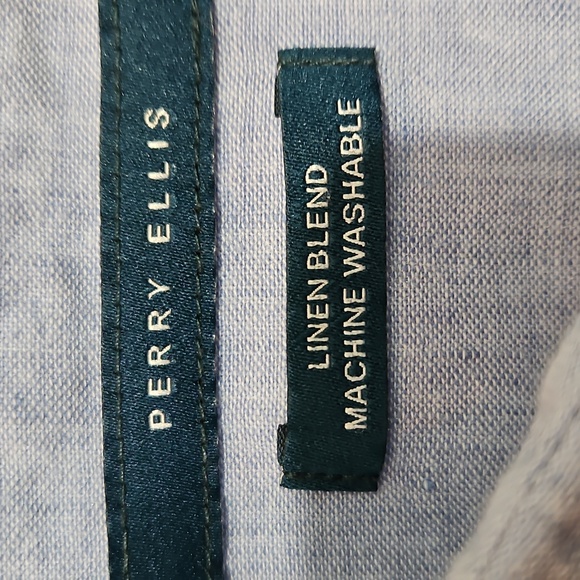 PERRY ELLIS
LINEN BLEND
MACHINE WASHABLE